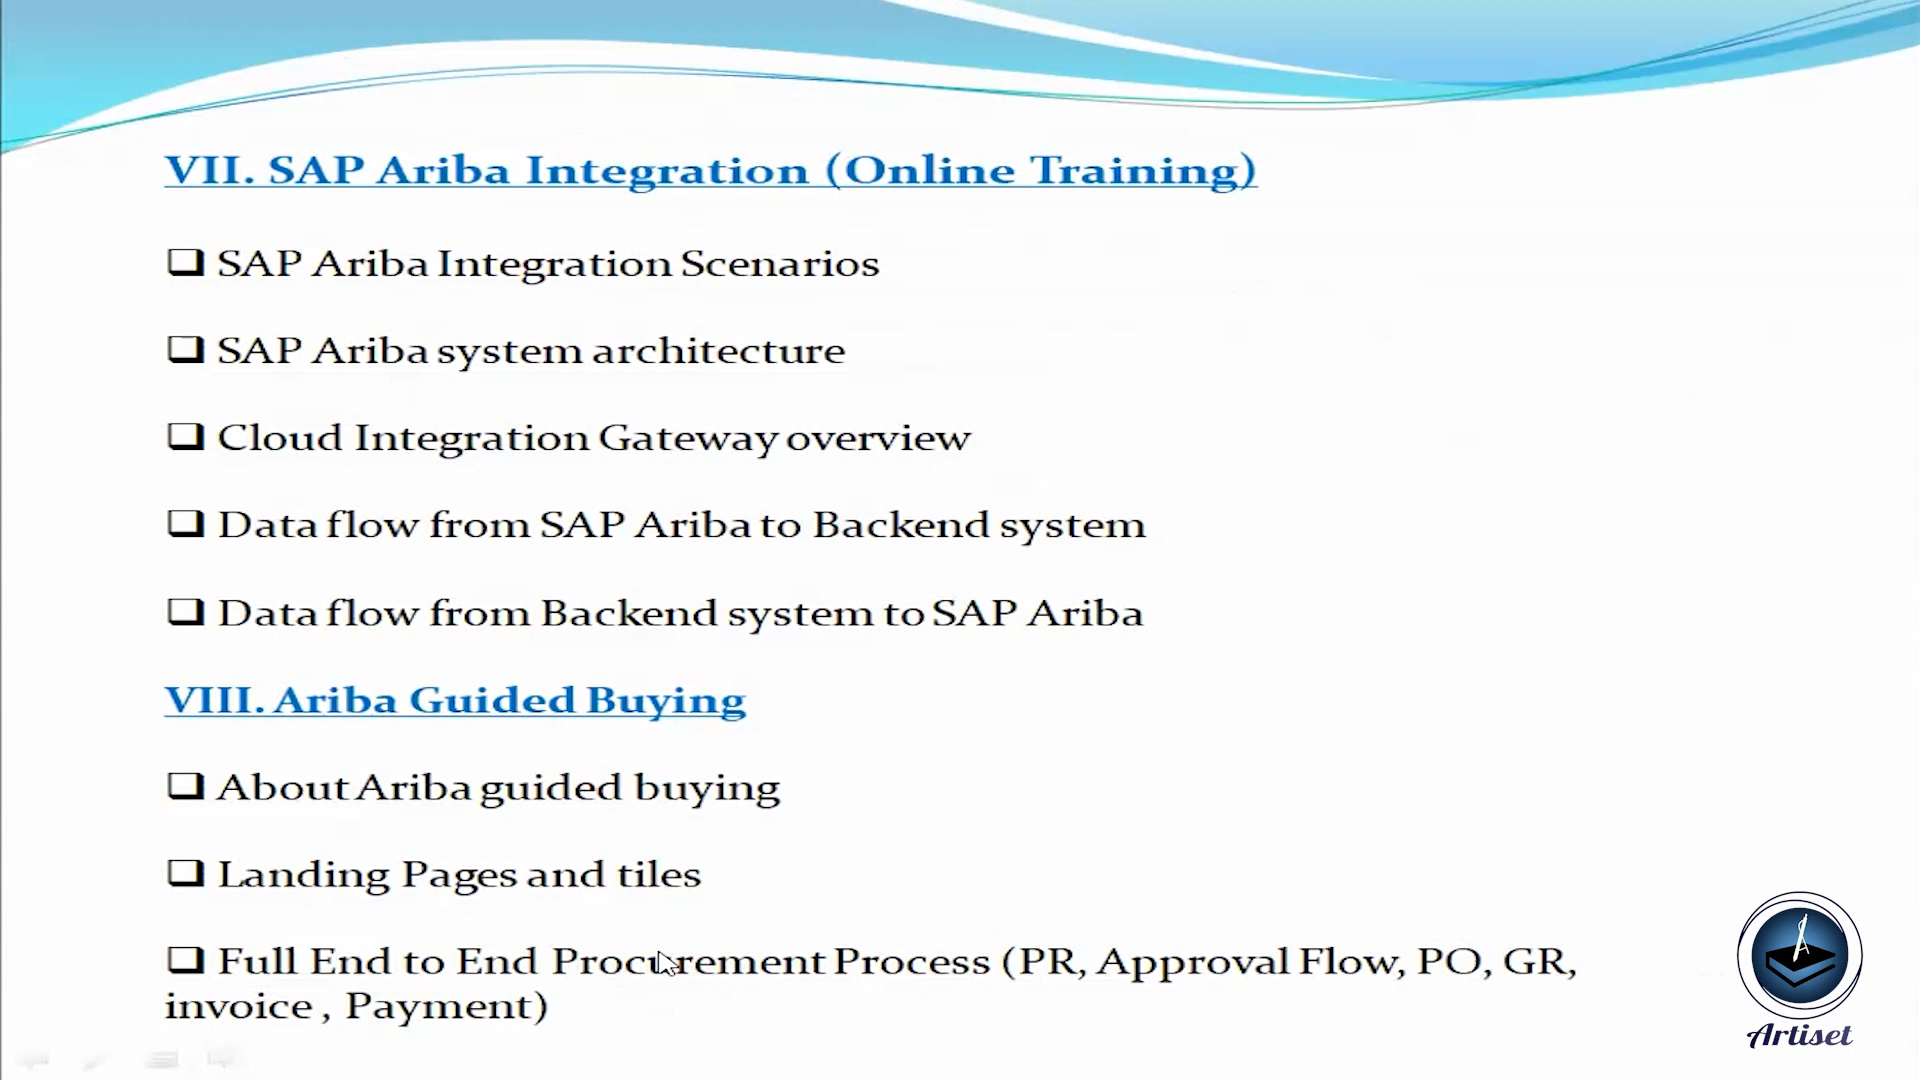 VII. SAP Ariba Integration (Online Training)
❑ SAP Ariba Integration Scenarios
❑ SAP Ariba system architecture
❑ Cloud Integration Gateway overview
❑ Data flow from SAP Ariba to Backend system
❑ Data flow from Backend system to SAP Ariba
VIII. Ariba Guided Buying
❑ About Ariba guided buying
❑ Landing Pages and tiles
❑ Full End to End Procurement Process (PR, Approval Flow, PO, GR,
invoice , Payment)
Artiset